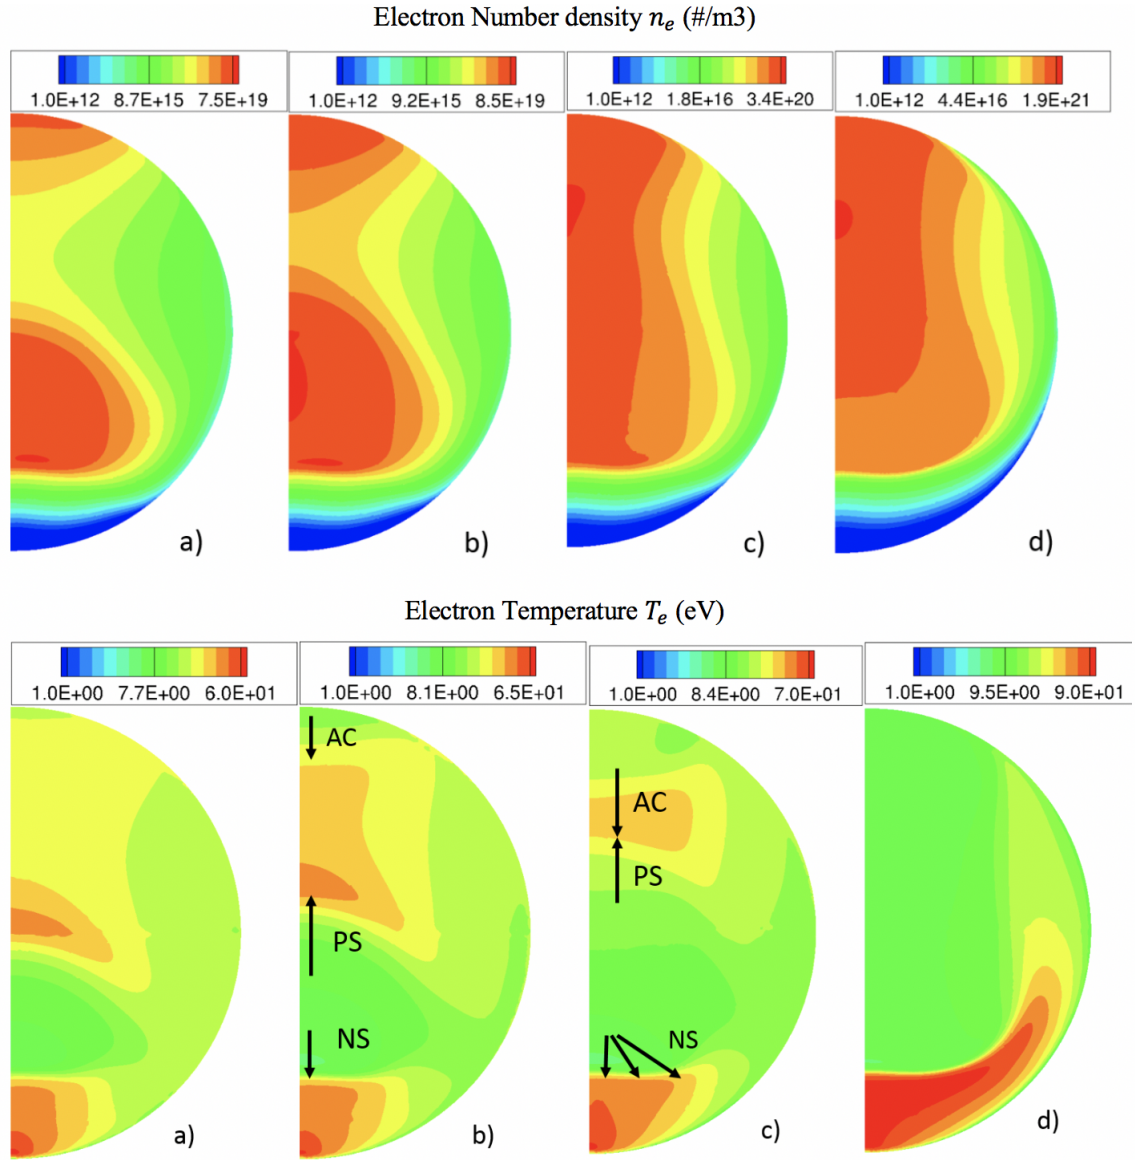 Electron Number density nₑ (#/m3)
1.0E+12 8.7E+15 7.5E+19
1.0E+12 9.2E+15 8.5E+19
1.0E+12 1.8E+16 3.4E+20
1.0E+12 4.4E+16 1.9E+21
a)
b)
c)
d)
Electron Temperature Tₑ (eV)
1.0E+00 7.7E+00 6.0E+01
1.0E+00 8.1E+00 6.5E+01
1.0E+00 8.4E+00 7.0E+01
1.0E+00 9.5E+00 9.0E+01
AC
PS
NS
AC
PS
NS
a)
b)
c)
d)